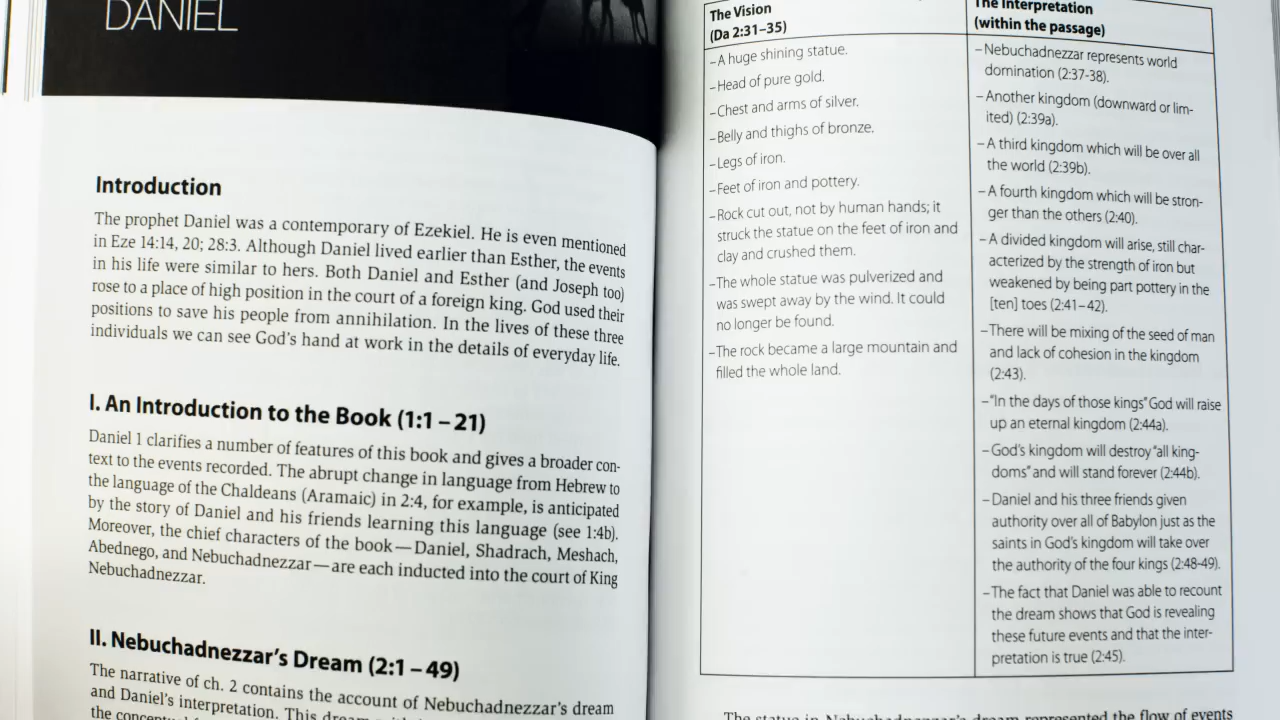 DANIEL
Introduction
The prophet Daniel was a contemporary of Ezekiel. He is even mentioned
in Eze 14:14, 20; 28:3. Although Daniel lived earlier than Esther, the events
in his life were similar to hers. Both Daniel and Esther (and Joseph too)
rose to a place of high position in the court of a foreign king. God used their
positions to save his people from annihilation. In the lives of these three
individuals we can see God's hand at work in the details of everyday life.
I. An Introduction to the Book (1:1 – 21)
Daniel 1 clarifies a number of features of this book and gives a broader con-
text to the events recorded. The abrupt change in language from Hebrew to
the language of the Chaldeans (Aramaic) in 2:4, for example, is anticipated
by the story of Daniel and his friends learning this language (see 1:4b).
Moreover, the chief characters of the book — Daniel, Shadrach, Meshach,
Abednego, and Nebuchadnezzar — are each inducted into the court of King
Nebuchadnezzar.
II. Nebuchadnezzar's Dream (2:1 – 49)
The narrative of ch. 2 contains the account of Nebuchadnezzar's dream
and Daniel's interpretation. This dream
the
The Vision
(Da 2:31–35)
– A huge shining statue.
– Head of pure gold.
– Chest and arms of silver.
– Belly and thighs of bronze.
– Legs of iron.
– Feet of iron and pottery.
– Rock cut out, not by human hands; it
struck the statue on the feet of iron and
clay and crushed them.
– The whole statue was pulverized and
was swept away by the wind. It could
no longer be found.
– The rock became a large mountain and
filled the whole land.
The Interpretation
(within the passage)
– Nebuchadnezzar represents world
domination (2:37-38).
– Another kingdom (downward or lim-
ited) (2:39a).
– A third kingdom which will be over all
the world (2:39b).
– A fourth kingdom which will be stron-
ger than the others (2:40).
– A divided kingdom will arise, still char-
acterized by the strength of iron but
weakened by being part pottery in the
[ten] toes (2:41–42).
– There will be mixing of the seed of man
and lack of cohesion in the kingdom
(2:43).
– "In the days of those kings" God will raise
up an eternal kingdom (2:44a).
– God's kingdom will destroy "all king-
doms" and will stand forever (2:44b).
– Daniel and his three friends given
authority over all of Babylon just as the
saints in God's kingdom will take over
the authority of the four kings (2:48-49).
– The fact that Daniel was able to recount
the dream shows that God is revealing
these future events and that the inter-
pretation is true (2:45).
The statue in Nebuchadnezzar's dream represented the flow of events